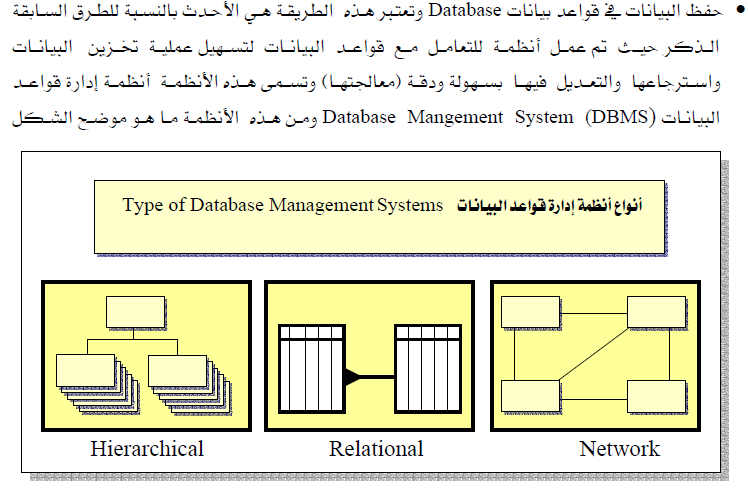 • حفظ البيانات في قواعد بيانات Database وتعتبر هذه الطريقة هي الأحدث بالنسبة للطرق السابقة
الذكر حيث تم عمل أنظمة للتعامل مع قواعد البيانات لتسهيل عملية تخزين البيانات
واسترجاعها والتعديل فيها بسهولة ودقة (معالجتها) وتسمى هذه الأنظمة أنظمة إدارة قواعد
البيانات Database Mangement System (DBMS) ومن هذه الأنظمة ما هو موضح الشكل
أنواع أنظمة إدارة قواعد البيانات Type of Database Management Systems
Hierarchical
Relational
Network